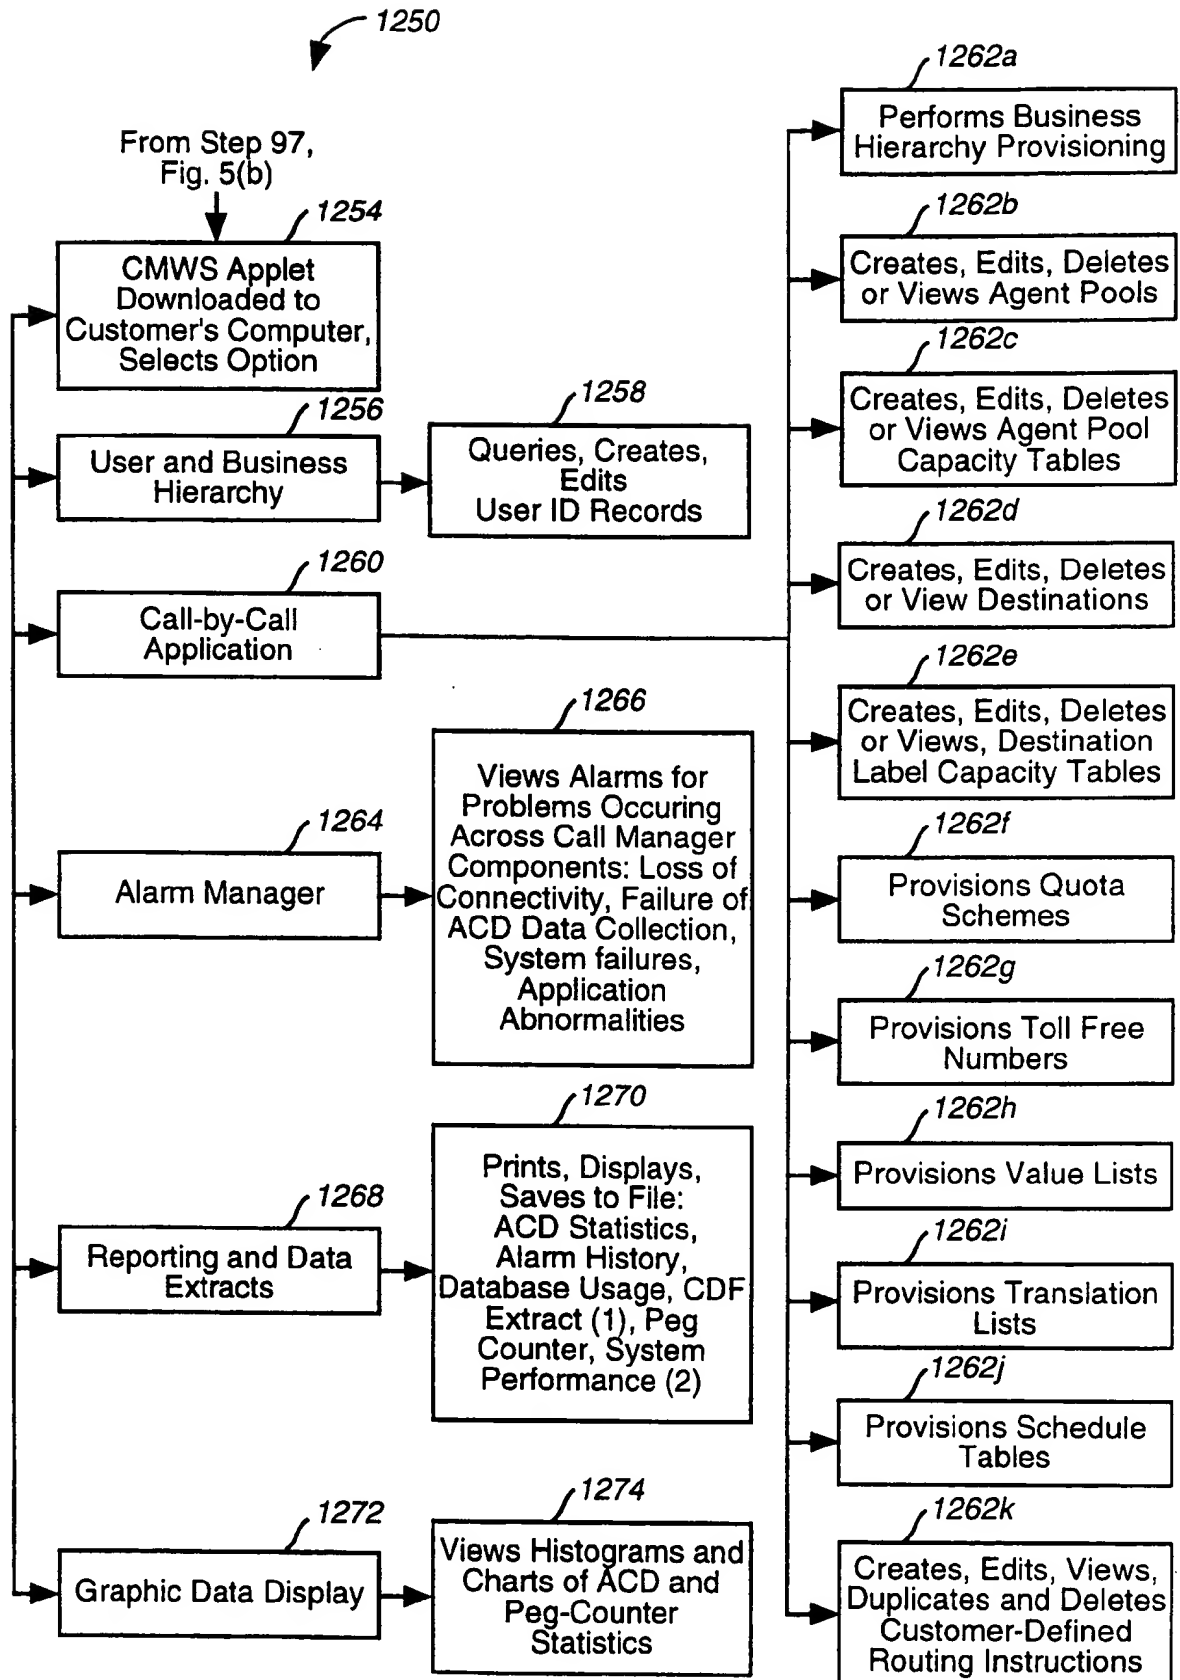 1250
From Step 97,
Fig. 5(b)
1254
CMWS Applet
Downloaded to
Customer's Computer,
Selects Option
1256
User and Business
Hierarchy
1258
Queries, Creates,
Edits
User ID Records
1260
Call-by-Call
Application
1264
Alarm Manager
1266
Views Alarms for
Problems Occuring
Across Call Manager
Components: Loss of
Connectivity, Failure of
ACD Data Collection,
System failures,
Application
Abnormalities
1268
Reporting and Data
Extracts
1270
Prints, Displays,
Saves to File:
ACD Statistics,
Alarm History,
Database Usage, CDF
Extract (1), Peg
Counter, System
Performance (2)
1272
Graphic Data Display
1274
Views Histograms and
Charts of ACD and
Peg-Counter
Statistics
1262a
Performs Business
Hierarchy Provisioning
1262b
Creates, Edits, Deletes
or Views Agent Pools
1262c
Creates, Edits, Deletes
or Views Agent Pool
Capacity Tables
1262d
Creates, Edits, Deletes
or View Destinations
1262e
Creates, Edits, Deletes
or Views, Destination
Label Capacity Tables
1262f
Provisions Quota
Schemes
1262g
Provisions Toll Free
Numbers
1262h
Provisions Value Lists
1262i
Provisions Translation
Lists
1262j
Provisions Schedule
Tables
1262k
Creates, Edits, Views,
Duplicates and Deletes
Customer-Defined
Routing Instructions